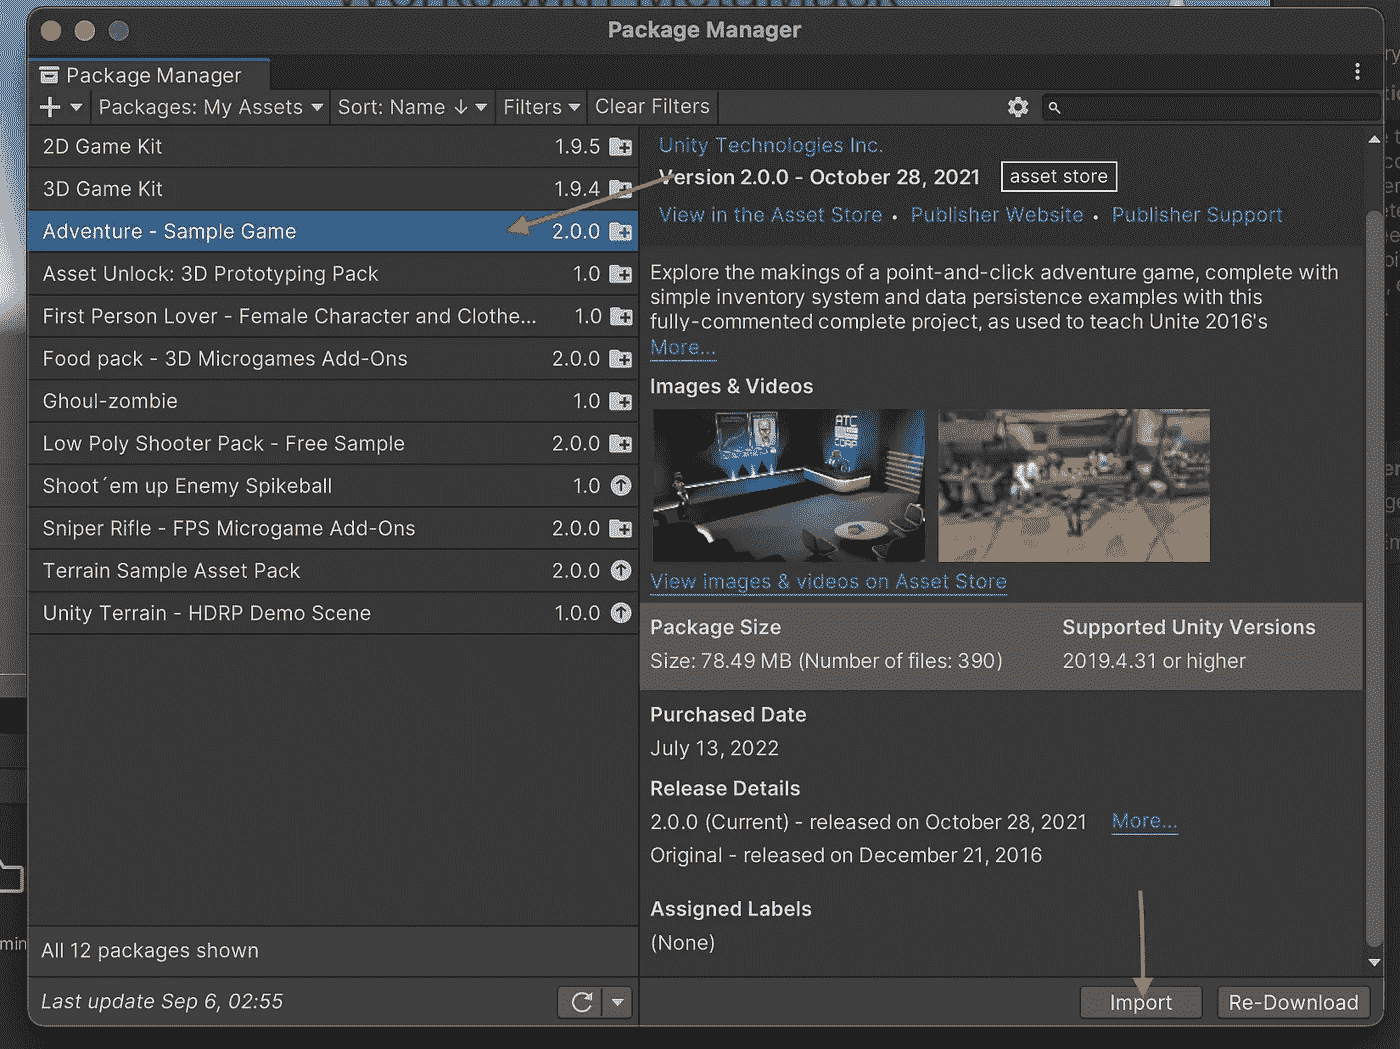 Package Manager
Package Manager
Packages: My Assets
Sort: Name ↓
Filters
Clear Filters
2D Game Kit 1.9.5
3D Game Kit 1.9.4
Adventure - Sample Game 2.0.0
Asset Unlock: 3D Prototyping Pack 1.0
First Person Lover - Female Character and Clothe... 1.0
Food pack - 3D Microgames Add-Ons 2.0.0
Ghoul-zombie 1.0
Low Poly Shooter Pack - Free Sample 2.0.0
Shoot´em up Enemy Spikeball 1.0
Sniper Rifle - FPS Microgame Add-Ons 2.0.0
Terrain Sample Asset Pack 2.0.0
Unity Terrain - HDRP Demo Scene 1.0.0
All 12 packages shown
Last update Sep 6, 02:55
Unity Technologies Inc.
Version 2.0.0 - October 28, 2021 asset store
View in the Asset Store • Publisher Website • Publisher Support
Explore the makings of a point-and-click adventure game, complete with
simple inventory system and data persistence examples with this
fully-commented complete project, as used to teach Unite 2016's
More...
Images & Videos
ATC
CORP
View images & videos on Asset Store
Package Size
Size: 78.49 MB (Number of files: 390)
Supported Unity Versions
2019.4.31 or higher
Purchased Date
July 13, 2022
Release Details
2.0.0 (Current) - released on October 28, 2021 More...
Original - released on December 21, 2016
Assigned Labels
(None)
Import
Re-Download